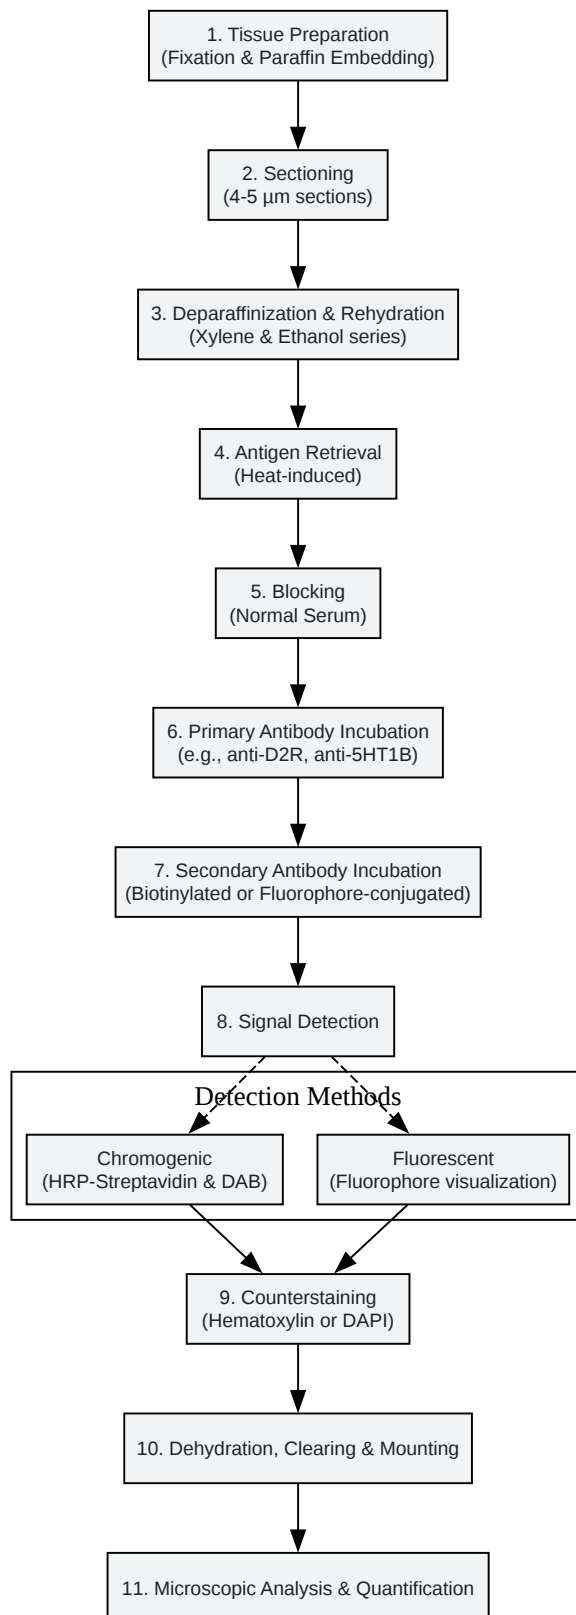 1. Tissue Preparation
(Fixation & Paraffin Embedding)
2. Sectioning
(4-5 µm sections)
3. Deparaffinization & Rehydration
(Xylene & Ethanol series)
4. Antigen Retrieval
(Heat-induced)
5. Blocking
(Normal Serum)
6. Primary Antibody Incubation
(e.g., anti-D2R, anti-5HT1B)
7. Secondary Antibody Incubation
(Biotinylated or Fluorophore-conjugated)
8. Signal Detection
Detection Methods
Chromogenic
(HRP-Streptavidin & DAB)
Fluorescent
(Fluorophore visualization)
9. Counterstaining
(Hematoxylin or DAPI)
10. Dehydration, Clearing & Mounting
11. Microscopic Analysis & Quantification